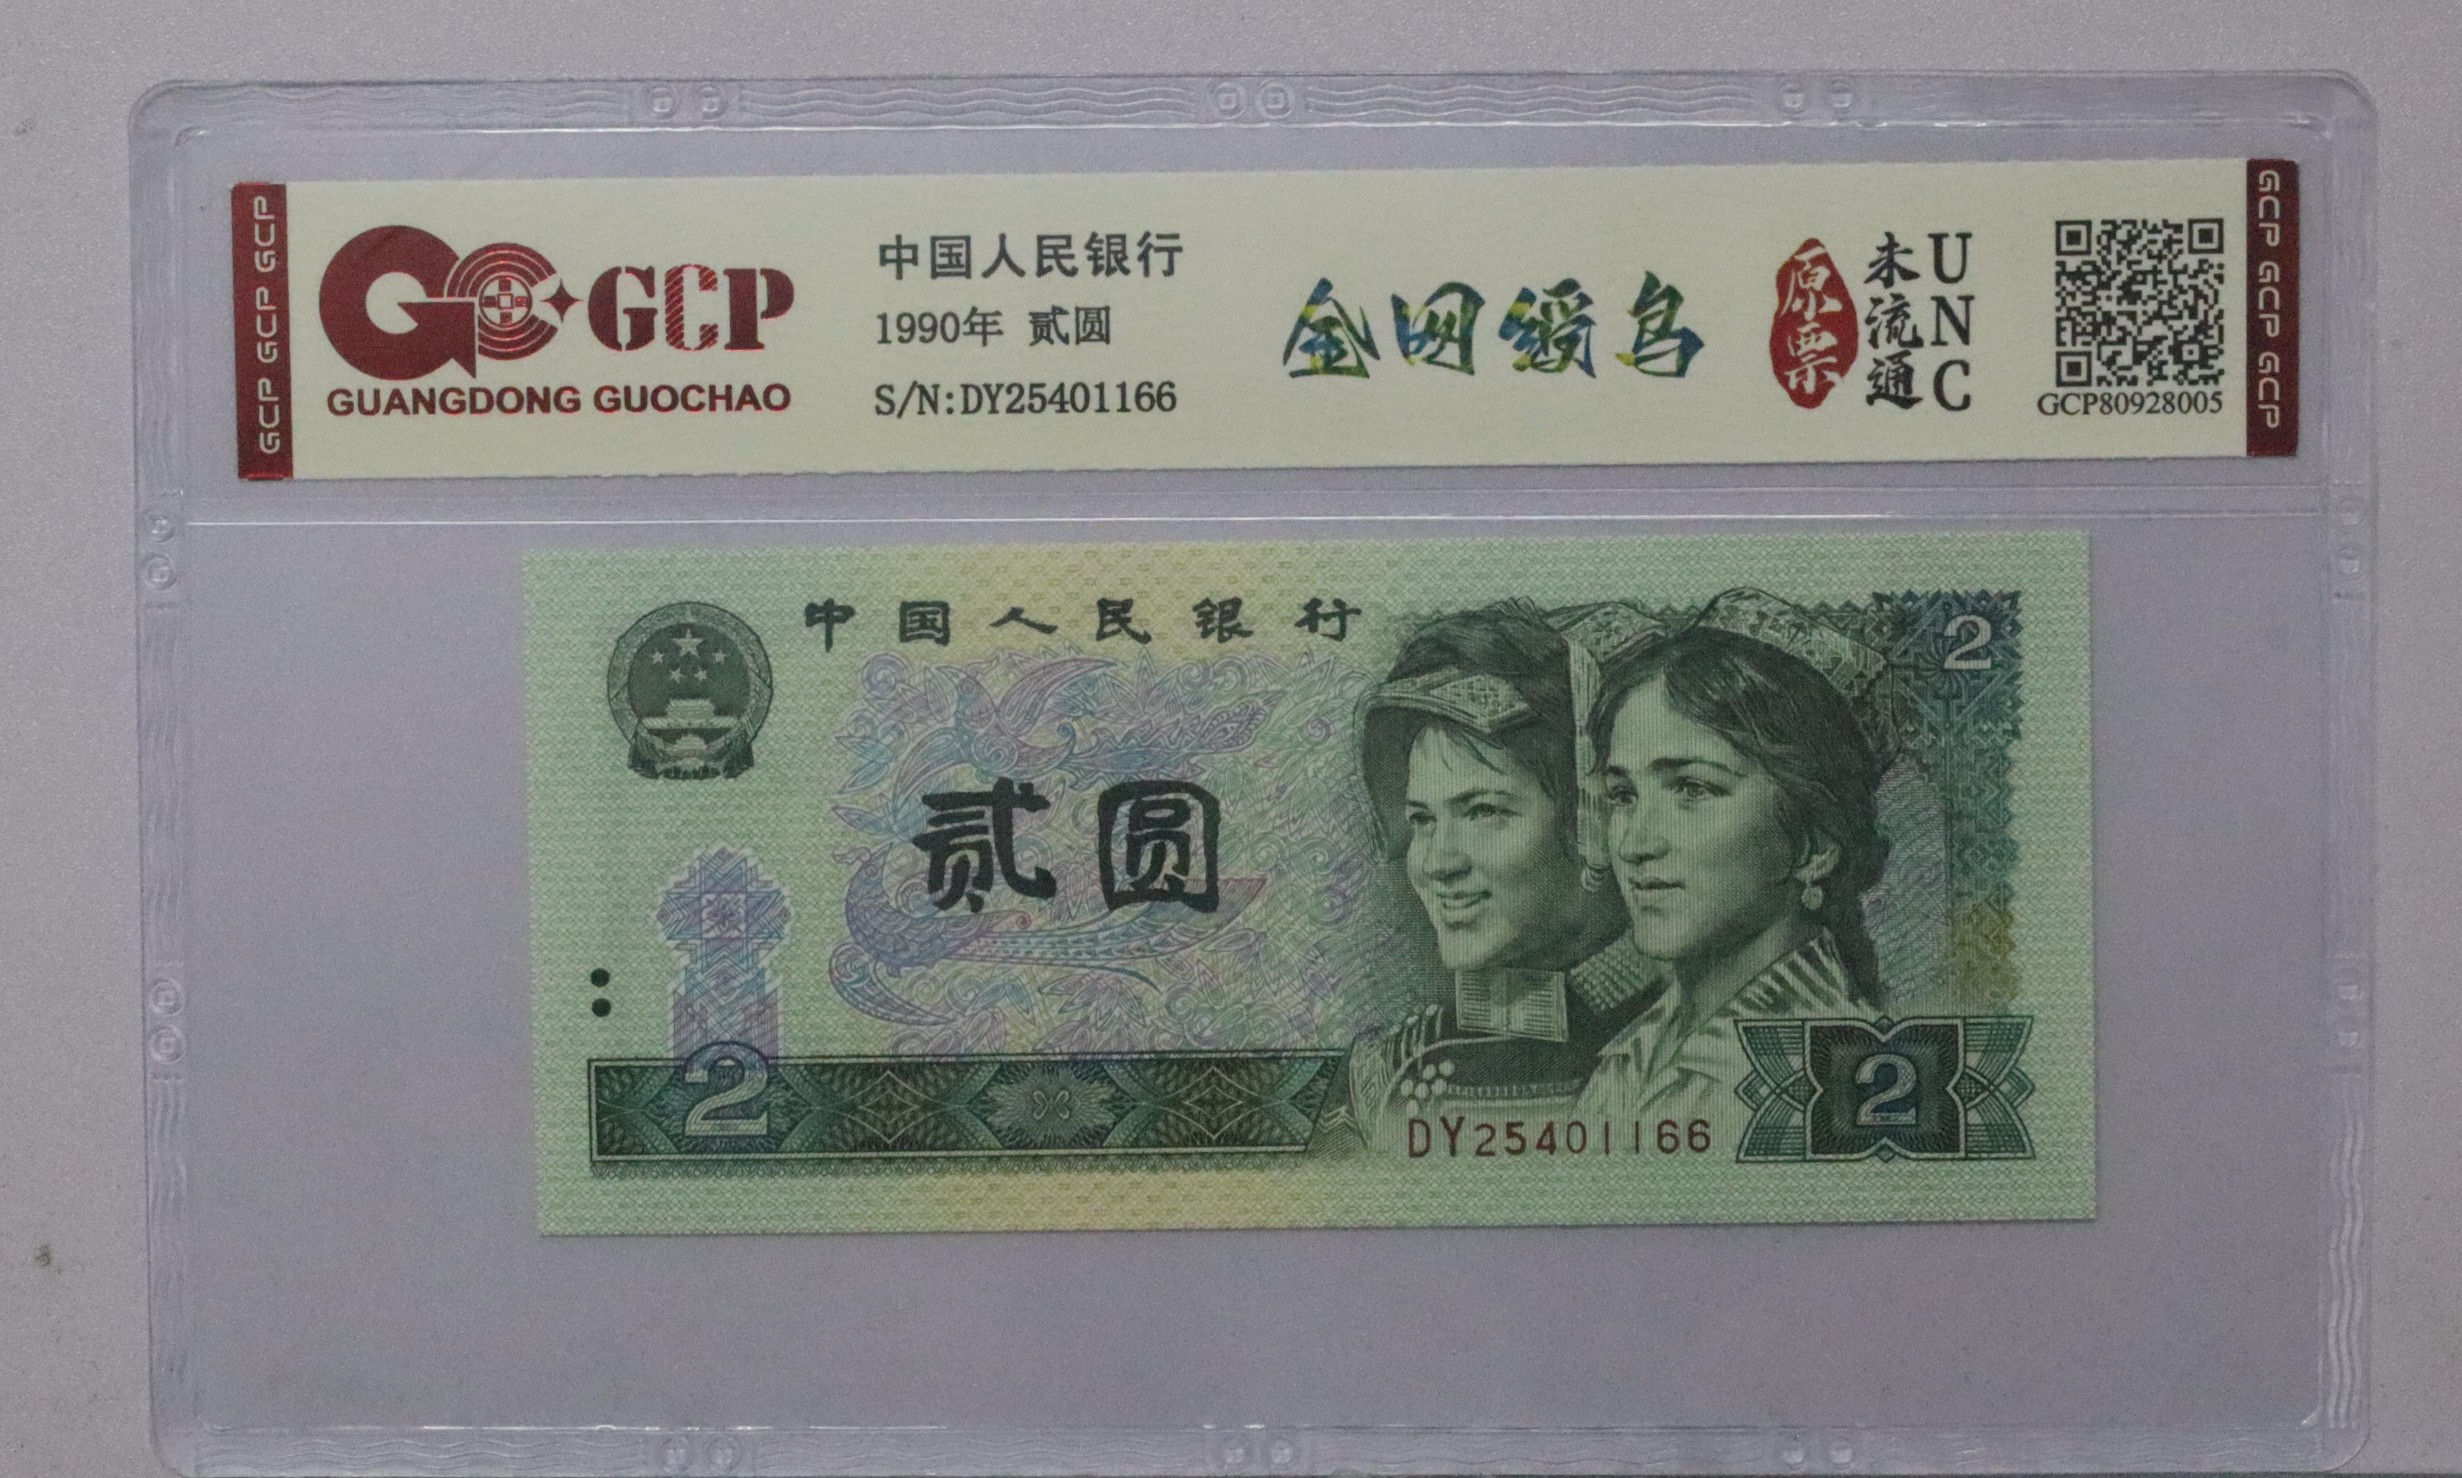 GCP GCP GCP
GCP
GUANGDONG GUOCHAO
中国人民银行
1990年 贰圆
S/N:DY25401166
金网绶鸟
原票
未流通
UNC
GCP80928005
GCP GCP GCP
中国人民银行
2
贰圆
2
DY25401166
2